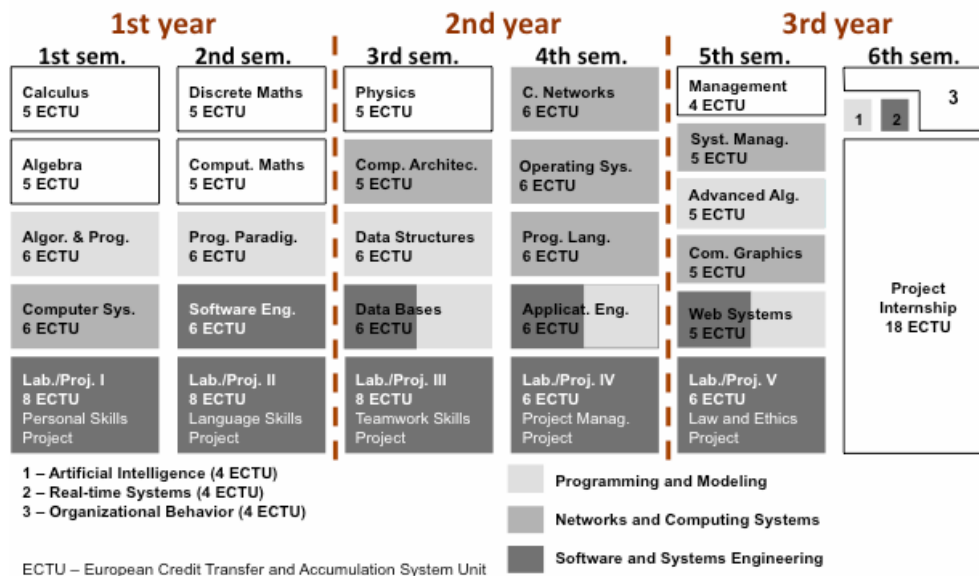 1st year
2nd year
3rd year
1st sem.
2nd sem.
3rd sem.
4th sem.
5th sem.
6th sem.
Calculus
5 ECTU
Algebra
5 ECTU
Algor. & Prog.
6 ECTU
Computer Sys.
6 ECTU
Lab./Proj. I
8 ECTU
Personal Skills
Project
Discrete Maths
5 ECTU
Comput. Maths
5 ECTU
Prog. Paradig.
6 ECTU
Software Eng.
6 ECTU
Lab./Proj. II
8 ECTU
Language Skills
Project
Physics
5 ECTU
Comp. Architec.
5 ECTU
Data Structures
6 ECTU
Data Bases
6 ECTU
Lab./Proj. III
8 ECTU
Teamwork Skills
Project
C. Networks
6 ECTU
Operating Sys.
6 ECTU
Prog. Lang.
6 ECTU
Applicat. Eng.
6 ECTU
Lab./Proj. IV
6 ECTU
Project Manag.
Project
Management
4 ECTU
Syst. Manag.
5 ECTU
Advanced Alg.
5 ECTU
Com. Graphics
5 ECTU
Web Systems
5 ECTU
Lab./Proj. V
6 ECTU
Law and Ethics
Project
3
1
2
Project
Internship
18 ECTU
1 – Artificial Intelligence (4 ECTU)
2 – Real-time Systems (4 ECTU)
3 – Organizational Behavior (4 ECTU)
Programming and Modeling
Networks and Computing Systems
Software and Systems Engineering
ECTU – European Credit Transfer and Accumulation System Unit